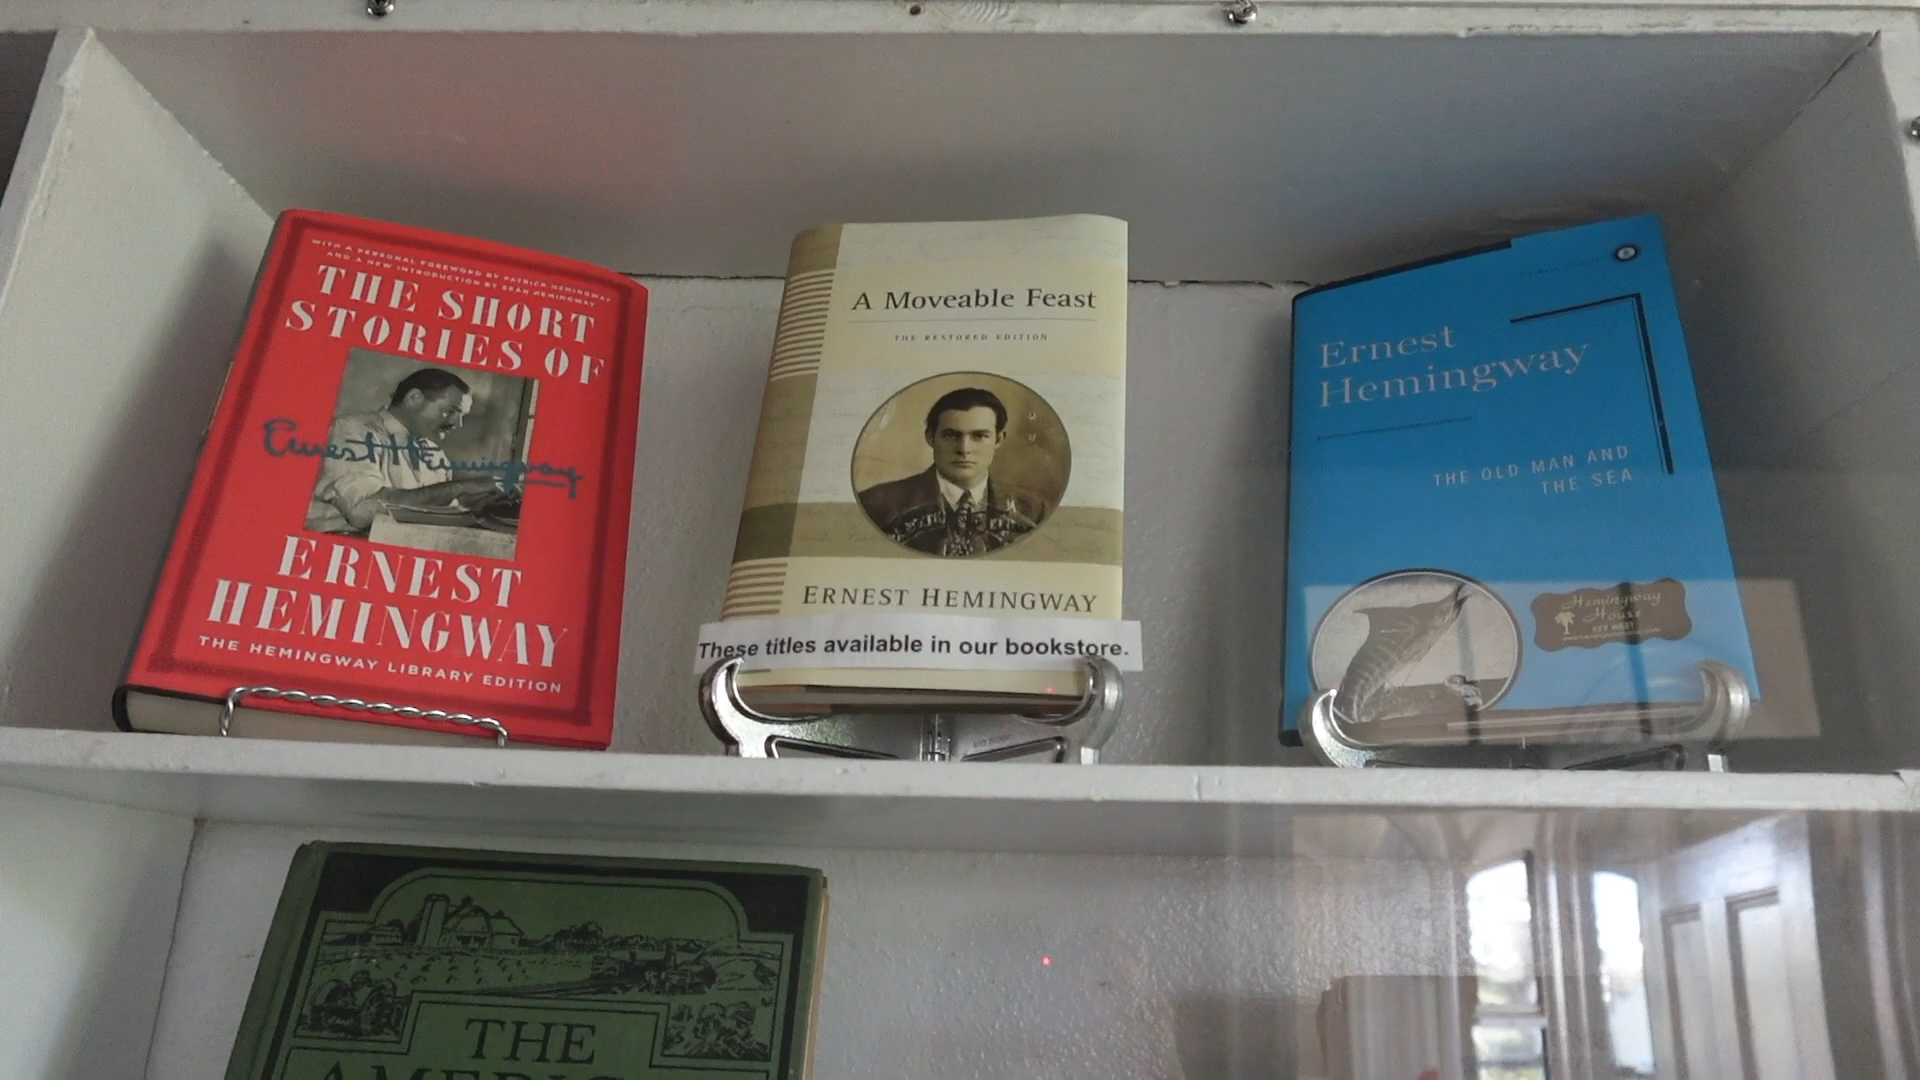 WITH A PERSONAL FOREWORD BY PATRICK HEMINGWAY
AND A NEW INTRODUCTION BY SEÁN HEMINGWAY
THE SHORT
STORIES OF
Ernest Hemingway
ERNEST
HEMINGWAY
THE HEMINGWAY LIBRARY EDITION
A Moveable Feast
THE RESTORED EDITION
ERNEST HEMINGWAY
These titles available in our bookstore.
Ernest
Hemingway
THE OLD MAN AND
THE SEA
Hemingway
House
KEY WEST
THE